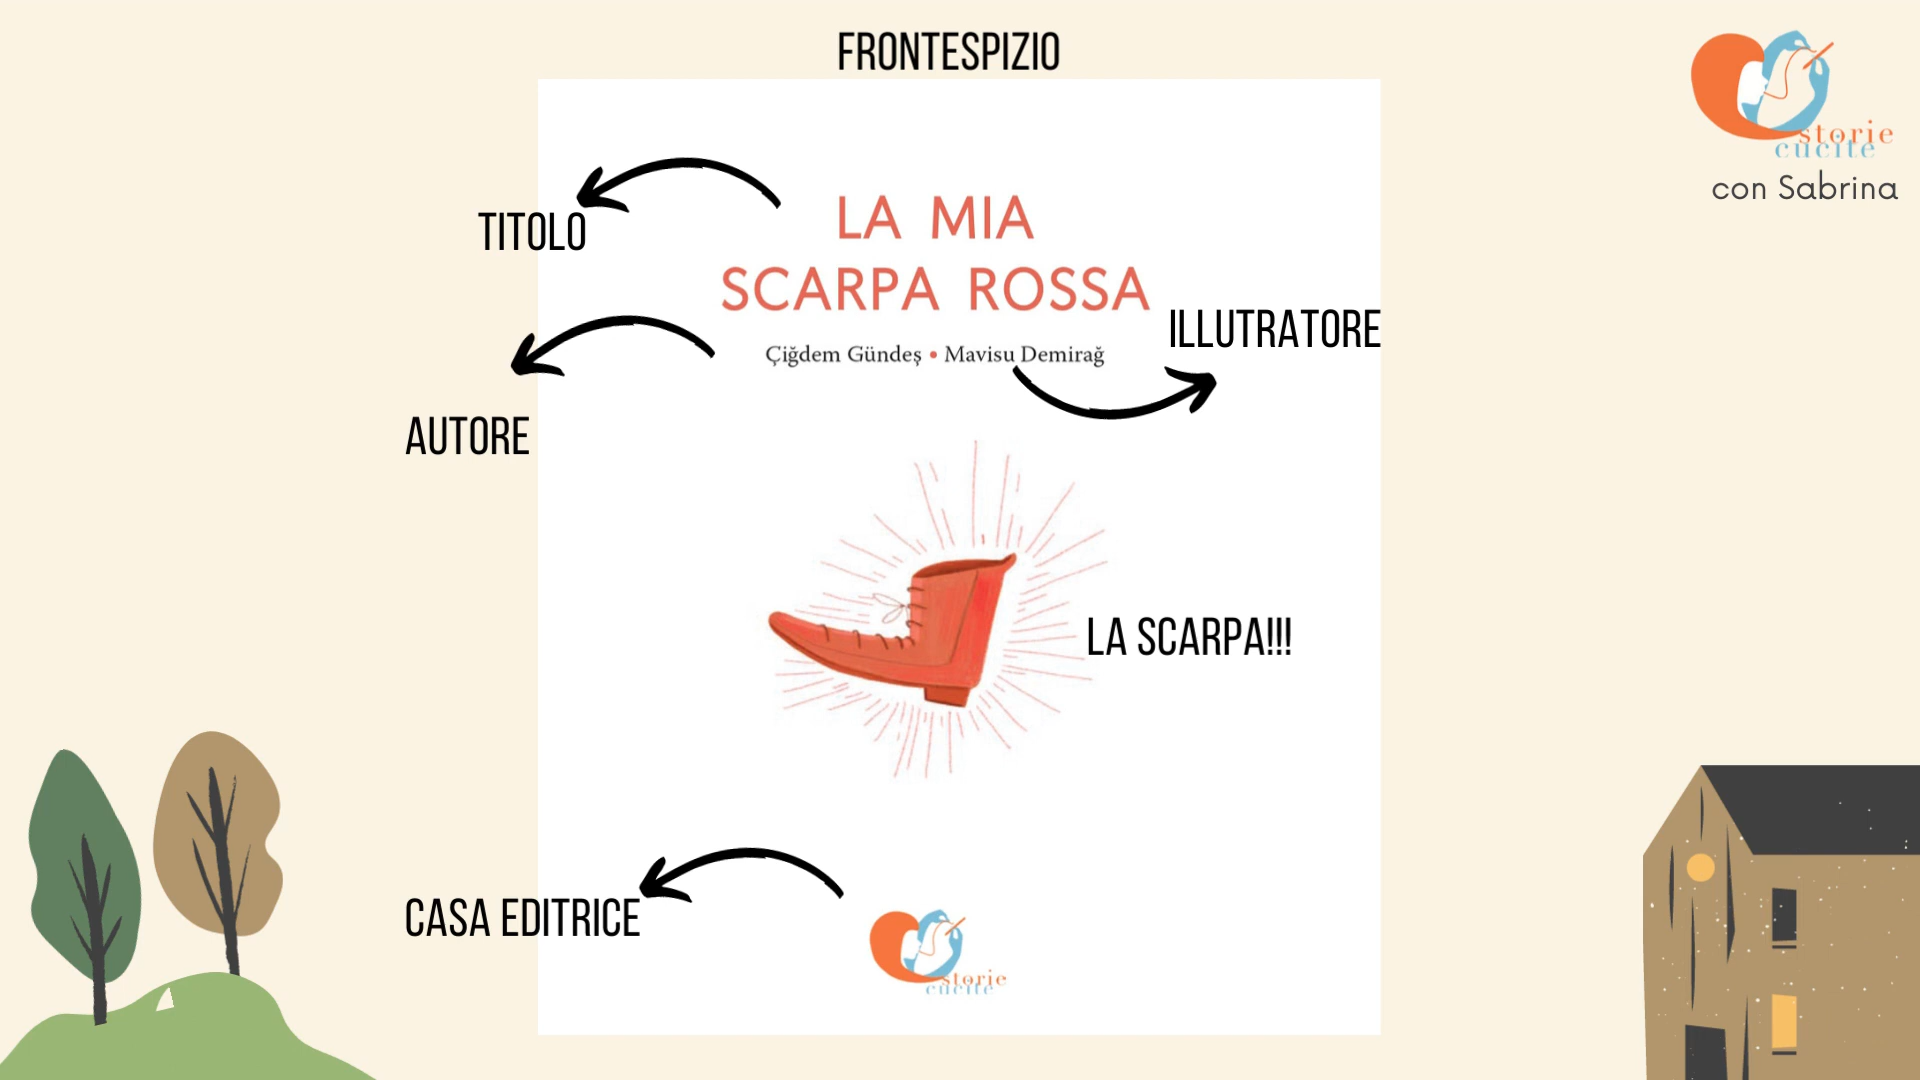 FRONTESPIZIO
storie
cucite
con Sabrina
TITOLO
LA MIA
SCARPA ROSSA
ILLUTRATORE
Çiğdem Gündeş • Mavisu Demirağ
AUTORE
LA SCARPA!!!
CASA EDITRICE
storie
cucite